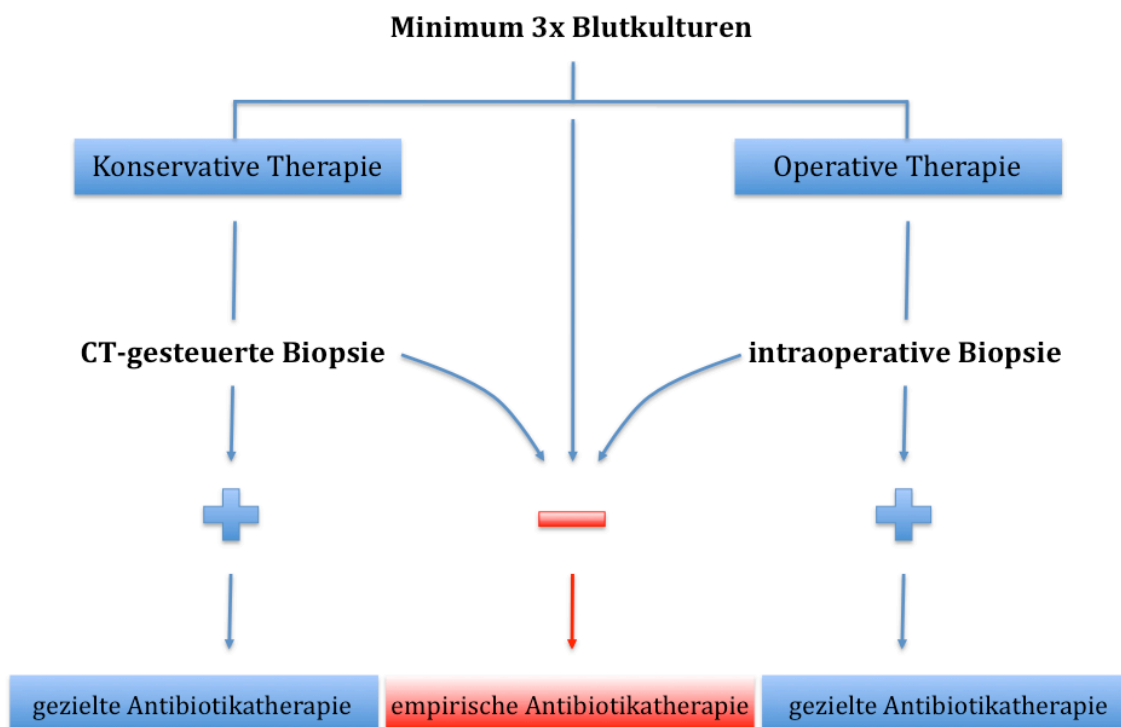 Minimum 3x Blutkulturen
Konservative Therapie
Operative Therapie
CT-gesteuerte Biopsie
intraoperative Biopsie
gezielte Antibiotikatherapie
empirische Antibiotikatherapie
gezielte Antibiotikatherapie